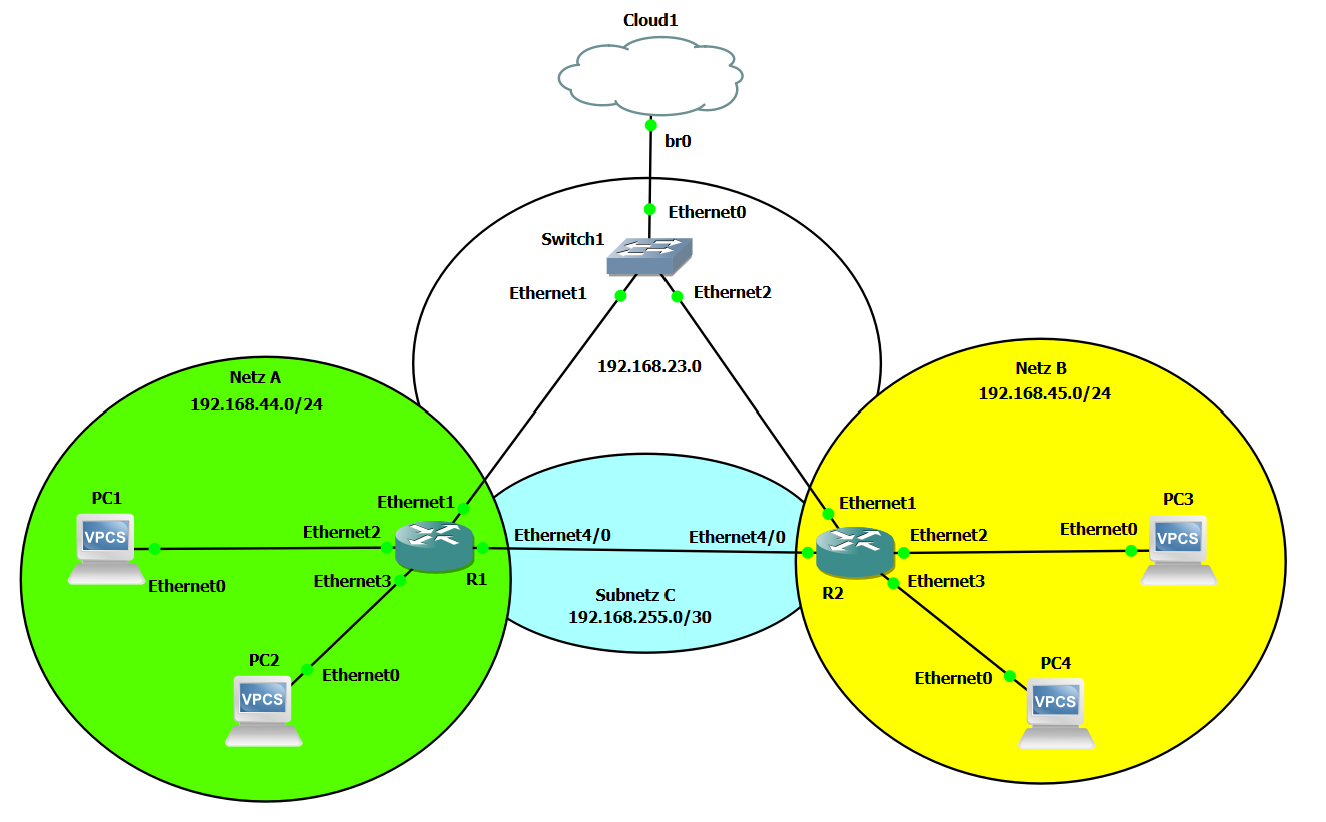 Cloud1
br0
Ethernet0
Switch1
Ethernet1
Ethernet2
192.168.23.0
Netz A
192.168.44.0/24
Netz B
192.168.45.0/24
PC1
VPCS
Ethernet0
Ethernet2
Ethernet1
Ethernet3
R1
Ethernet4/0
Ethernet4/0
Subnetz C
192.168.255.0/30
PC2
VPCS
Ethernet0
Ethernet1
Ethernet2
Ethernet3
R2
Ethernet0
PC3
VPCS
Ethernet0
PC4
VPCS